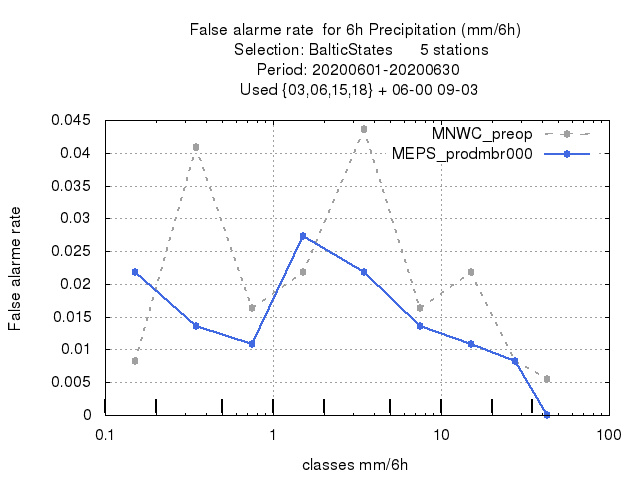 False alarme rate  for 6h Precipitation (mm/6h)
Selection: BalticStates      5 stations
Period: 20200601-20200630
Used {03,06,15,18} + 06-00 09-03
MNWC_preop
MEPS_prodmbr000
False alarme rate
0.045
0.04
0.035
0.03
0.025
0.02
0.015
0.01
0.005
0
0.1 1 10 100
classes mm/6h